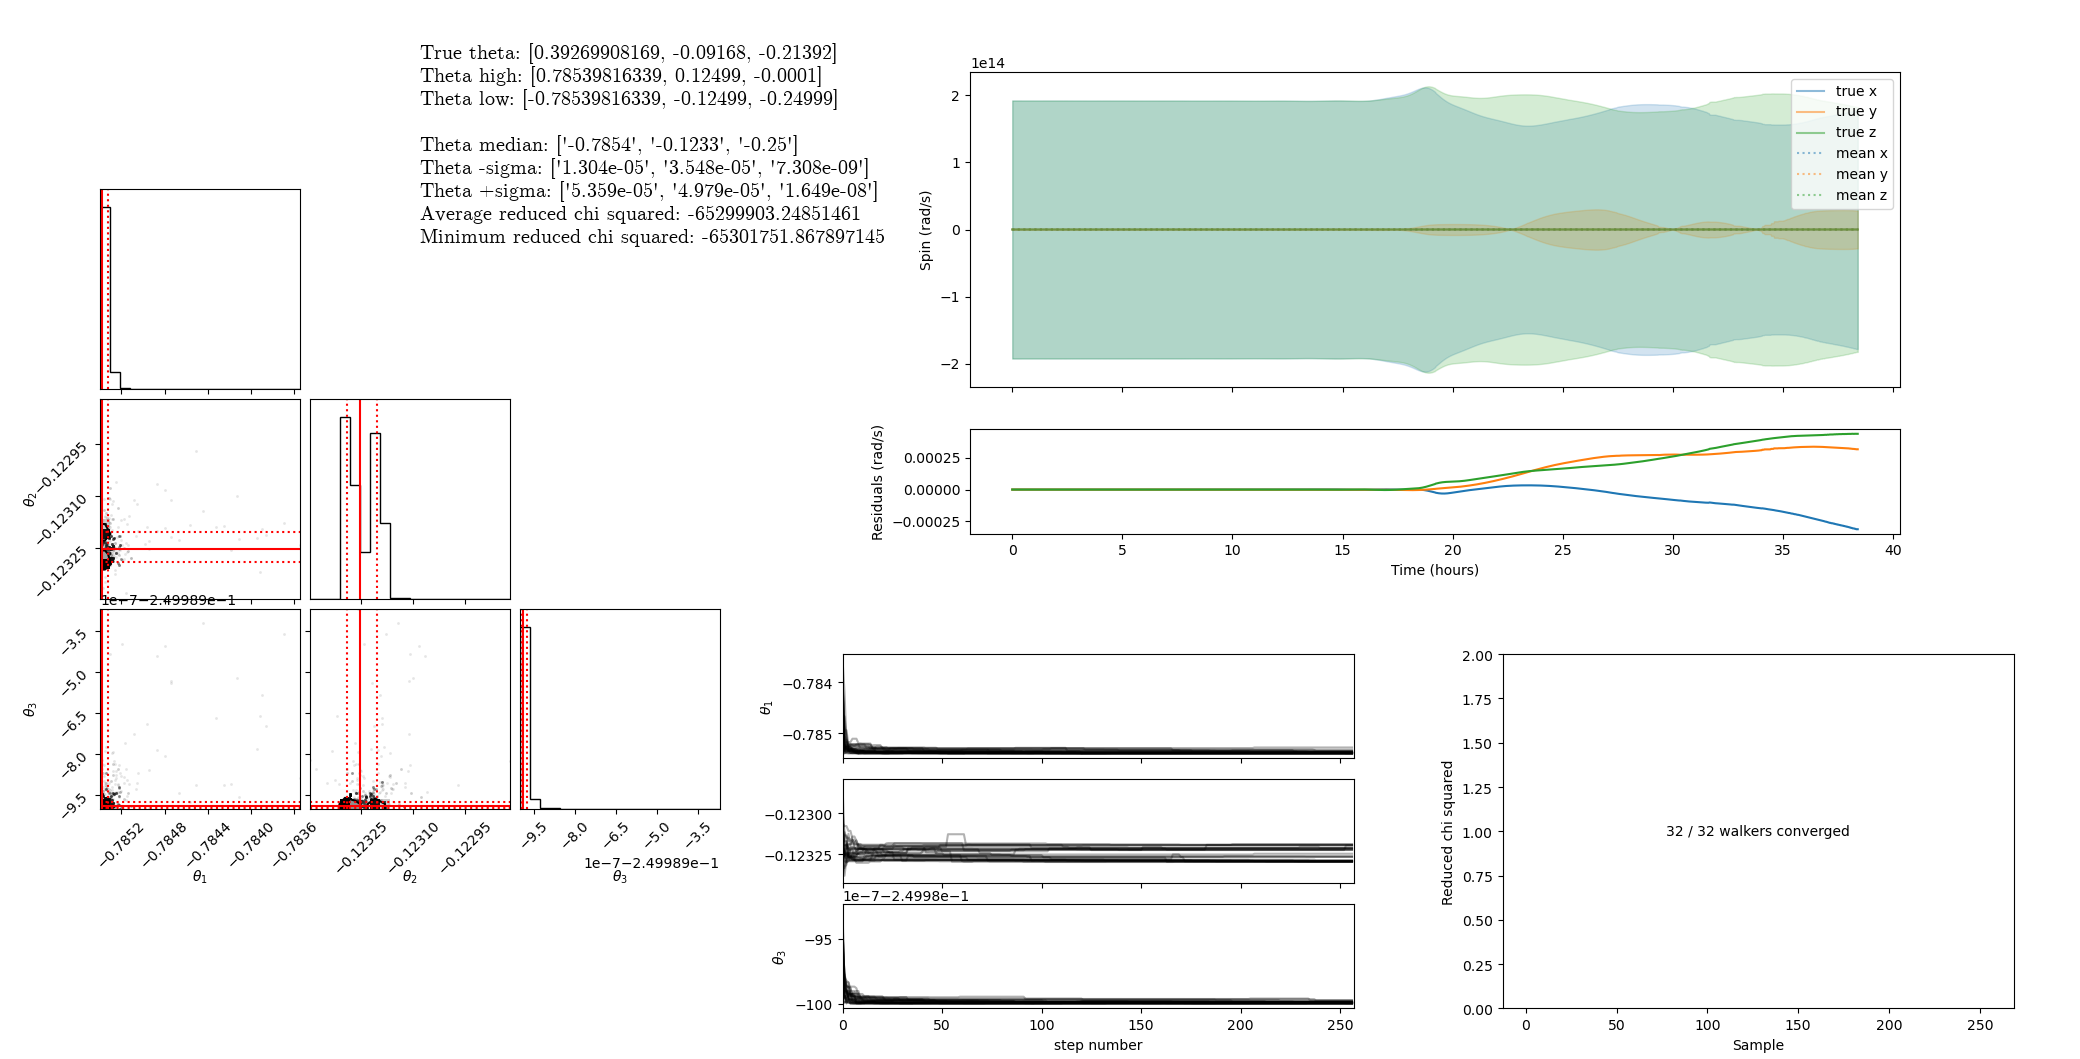 True theta: [0.39269908169, -0.09168, -0.21392]
Theta high: [0.78539816339, 0.12499, -0.0001]
Theta low: [-0.78539816339, -0.12499, -0.24999]
Theta median: ['-0.7854', '-0.1233', '-0.25']
Theta -sigma: ['1.304e-05', '3.548e-05', '7.308e-09']
Theta +sigma: ['5.359e-05', '4.979e-05', '1.649e-08']
Average reduced chi squared: -65299903.24851461
Minimum reduced chi squared: -65301751.867897145
1e14
2
1
0
−1
−2
Spin (rad/s)
true x
true y
true z
mean x
mean y
mean z
0.00025
0.00000
−0.00025
Residuals (rad/s)
0
5
10
15
20
25
30
35
40
Time (hours)
θ2
−0.12295
−0.12310
−0.12325
1e−7−2.49989e−1
θ3
−3.5
−5.0
−6.5
−8.0
−9.5
−0.7852
−0.7848
−0.7844
−0.7840
−0.7836
θ1
−0.12325
−0.12310
−0.12295
θ2
−9.5
−8.0
−6.5
−5.0
−3.5
1e−7−2.49989e−1
θ3
θ1
−0.784
−0.785
θ2
−0.12300
−0.12325
1e−7−2.4998e−1
θ3
−95
−100
0
50
100
150
200
250
step number
2.00
1.75
1.50
1.25
1.00
0.75
0.50
0.25
0.00
Reduced chi squared
32 / 32 walkers converged
0
50
100
150
200
250
Sample